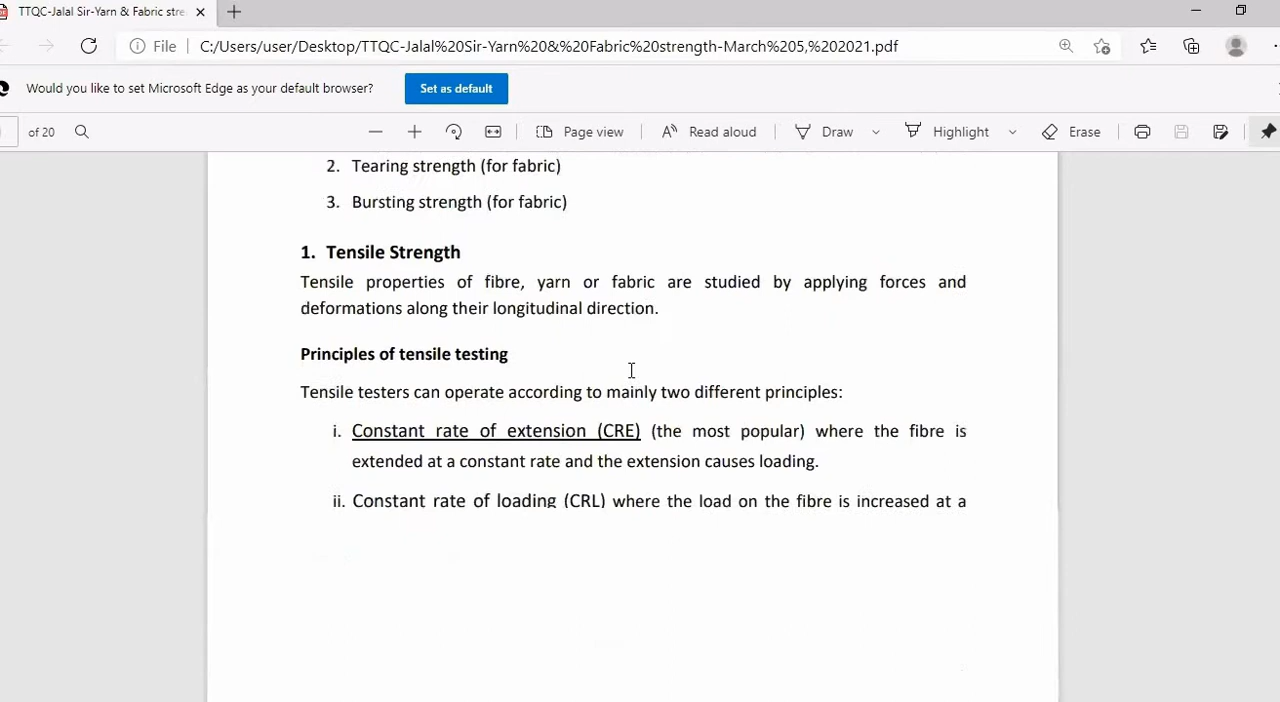 TTQC-Jalal Sir-Yarn & Fabric stre
File C:/Users/user/Desktop/TTQC-Jalal%20Sir-Yarn%20&%20Fabric%20strength-March%205,%202021.pdf
Would you like to set Microsoft Edge as your default browser? Set as default
of 20 Page view Read aloud Draw Highlight Erase
2. Tearing strength (for fabric)
3. Bursting strength (for fabric)
1. Tensile Strength
Tensile properties of fibre, yarn or fabric are studied by applying forces and
deformations along their longitudinal direction.
Principles of tensile testing
Tensile testers can operate according to mainly two different principles:
i. Constant rate of extension (CRE) (the most popular) where the fibre is
extended at a constant rate and the extension causes loading.
ii. Constant rate of loading (CRL) where the load on the fibre is increased at a